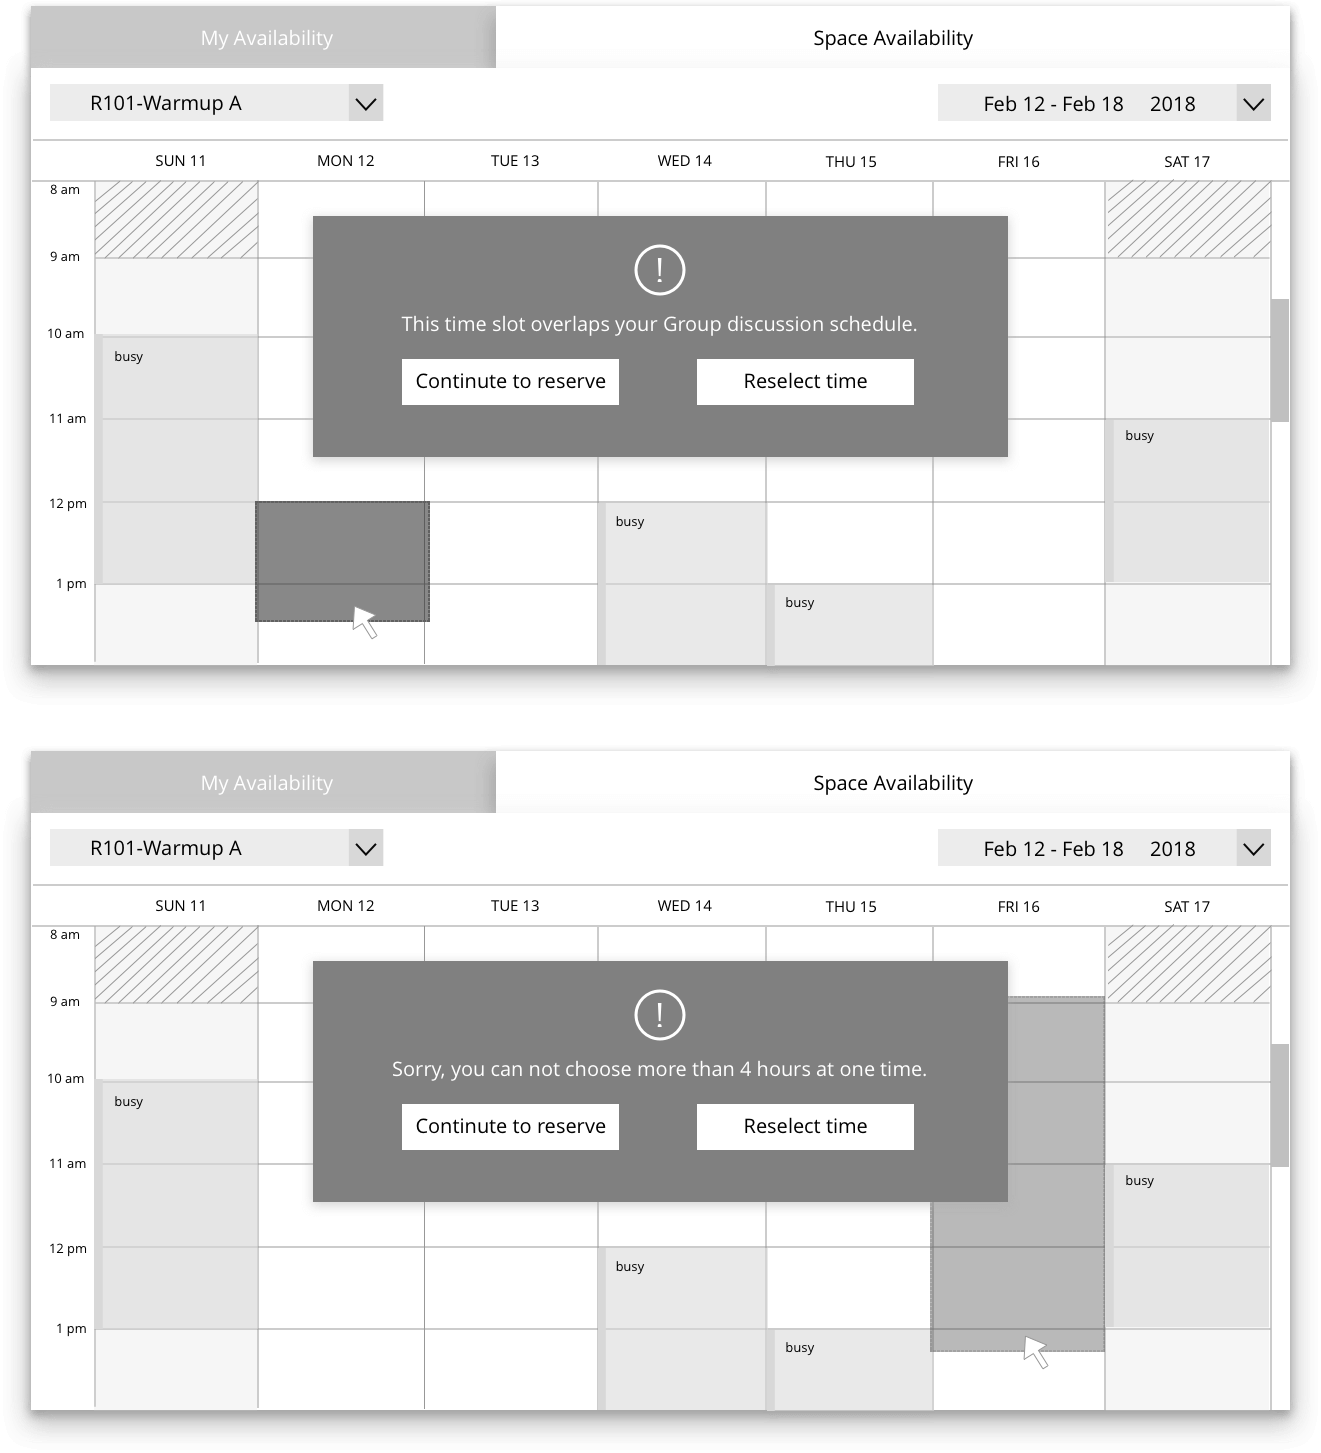 My Availability
Space Availability
R101-Warmup A
Feb 12 - Feb 18 2018
SUN 11 MON 12 TUE 13 WED 14 THU 15 FRI 16 SAT 17
8 am
9 am
!
This time slot overlaps your Group discussion schedule.
10 am
busy
Continute to reserve
Reselect time
11 am
busy
12 pm
busy
1 pm
busy
My Availability
Space Availability
R101-Warmup A
Feb 12 - Feb 18 2018
SUN 11 MON 12 TUE 13 WED 14 THU 15 FRI 16 SAT 17
8 am
9 am
!
Sorry, you can not choose more than 4 hours at one time.
10 am
busy
Continute to reserve
Reselect time
11 am
busy
12 pm
busy
1 pm
busy